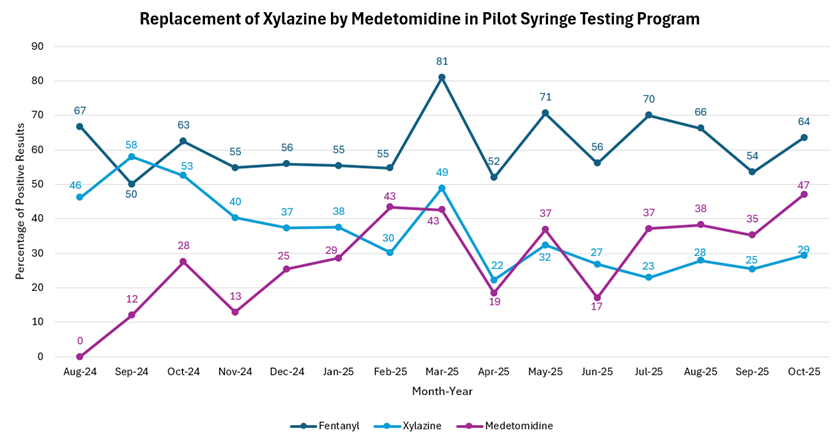 Replacement of Xylazine by Medetomidine in Pilot Syringe Testing Program
90
80
70
60
50
40
30
20
10
0
Percentage of Positive Results
67 50 63 55 56 55 55 81 52 71 56 70 66 54 64
46 58 53 40 37 38 30 49 22 32 27 23 28 25 29
0 12 28 13 25 29 43 43 19 37 17 37 38 35 47
Aug-24 Sep-24 Oct-24 Nov-24 Dec-24 Jan-25 Feb-25 Mar-25 Apr-25 May-25 Jun-25 Jul-25 Aug-25 Sep-25 Oct-25
Month-Year
Fentanyl Xylazine Medetomidine